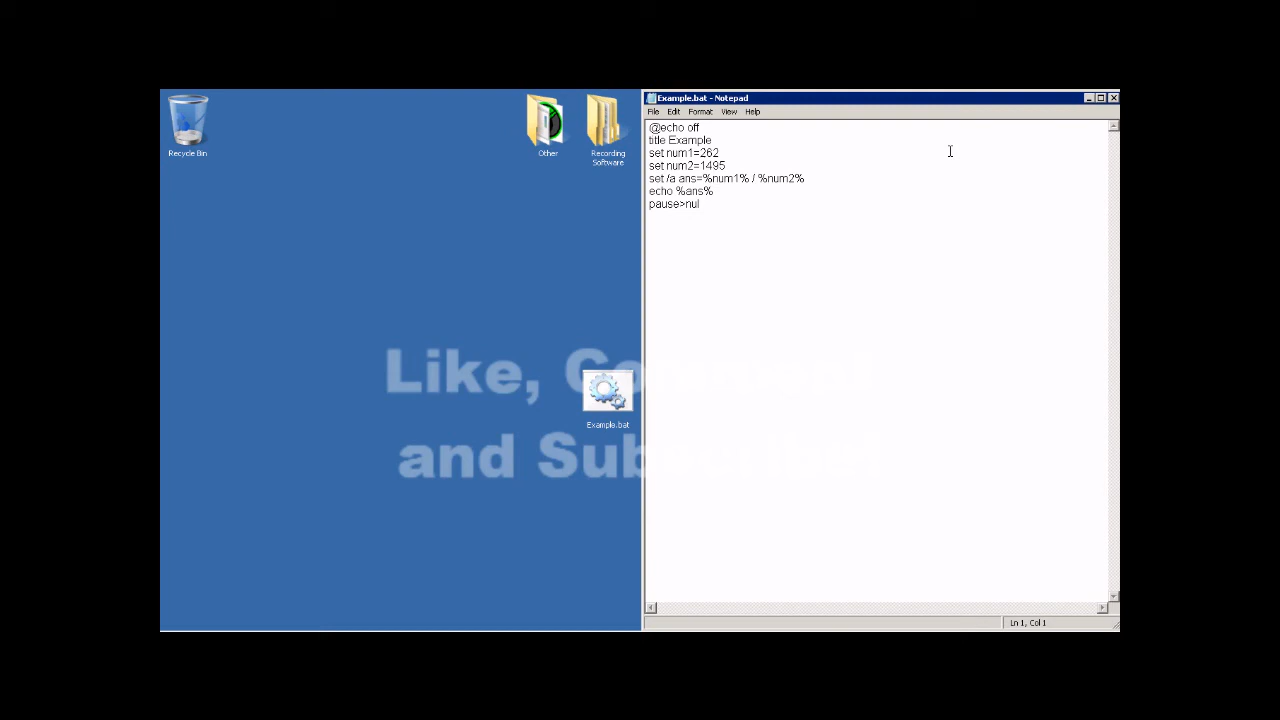 Example.bat - Notepad
File Edit Format View Help
@echo off
title Example
set num1=262
set num2=1495
set /a ans=%num1% / %num2%
echo %ans%
pause>nul
Recycle Bin
Other
Recording
Software
Like, Comment
and Subscribe!
Example.bat
Ln 1, Col 1